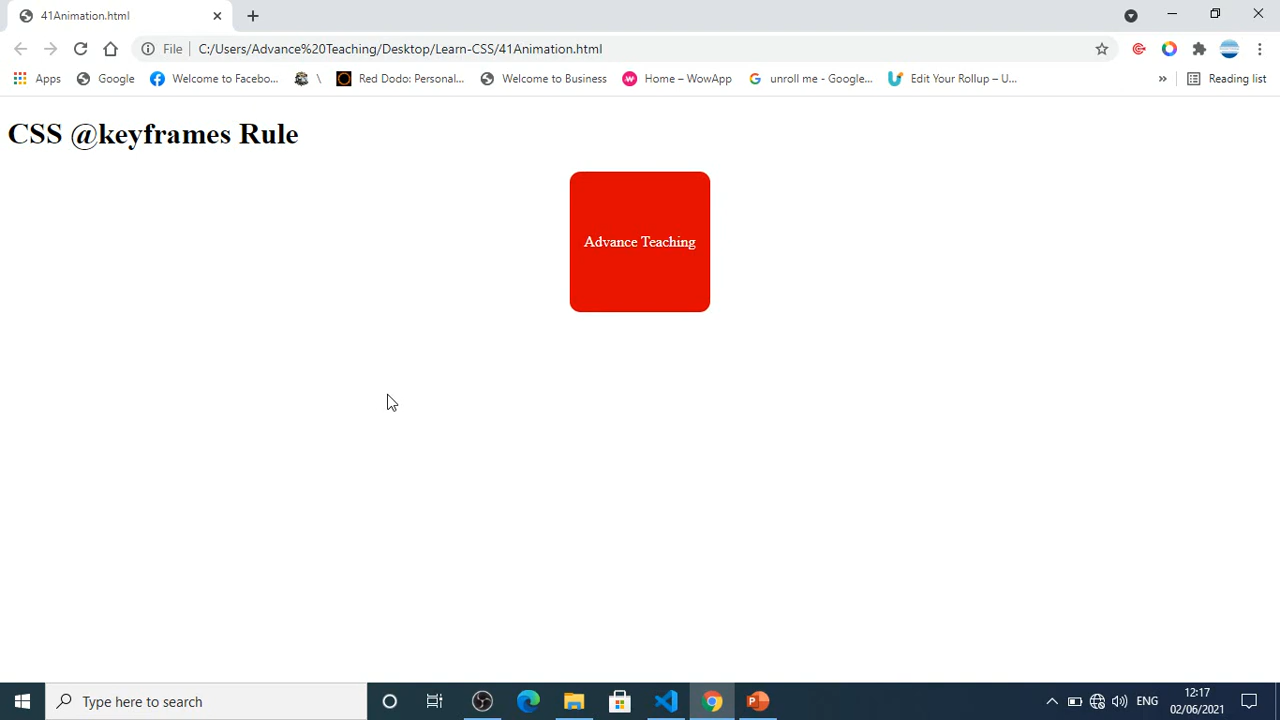 41Animation.html
File C:/Users/Advance%20Teaching/Desktop/Learn-CSS/41Animation.html
Apps Google Welcome to Facebo... \ Red Dodo: Personal... Welcome to Business Home – WowApp unroll me - Google... Edit Your Rollup – U... » Reading list
CSS @keyframes Rule
Advance Teaching
Type here to search
ENG
12:17
02/06/2021